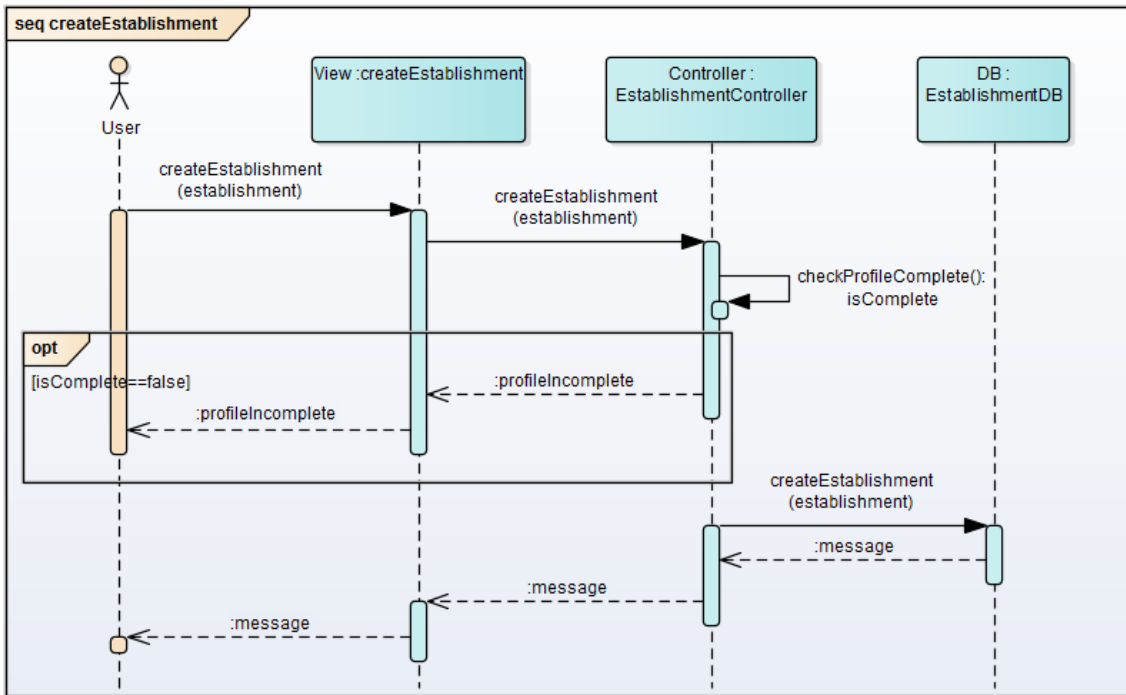 seq createEstablishment
User
View :createEstablishment
Controller :
EstablishmentController
DB :
EstablishmentDB
createEstablishment
(establishment)
createEstablishment
(establishment)
checkProfileComplete():
isComplete
opt
[isComplete==false]
:profileIncomplete
:profileIncomplete
createEstablishment
(establishment)
:message
:message
:message